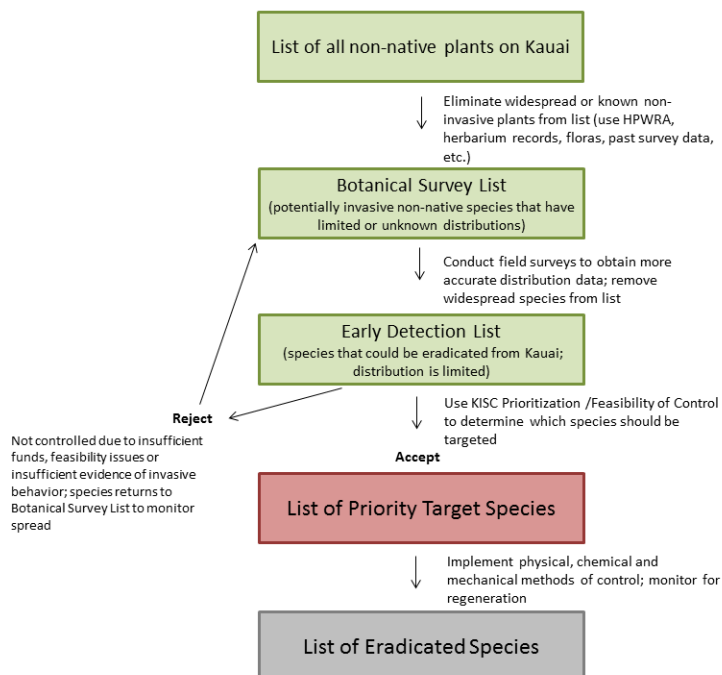 List of all non-native plants on Kauai
Eliminate widespread or known non-
invasive plants from list (use HPWRA,
herbarium records, floras, past survey data,
etc.)
Botanical Survey List
(potentially invasive non-native species that have
limited or unknown distributions)
Conduct field surveys to obtain more
accurate distribution data; remove
widespread species from list
Early Detection List
(species that could be eradicated from Kauai;
distribution is limited)
Reject
Not controlled due to insufficient
funds, feasibility issues or
insufficient evidence of invasive
behavior; species returns to
Botanical Survey List to monitor
spread
Use KISC Prioritization /Feasibility of Control
to determine which species should be
targeted
Accept
List of Priority Target Species
Implement physical, chemical and
mechanical methods of control; monitor for
regeneration
List of Eradicated Species